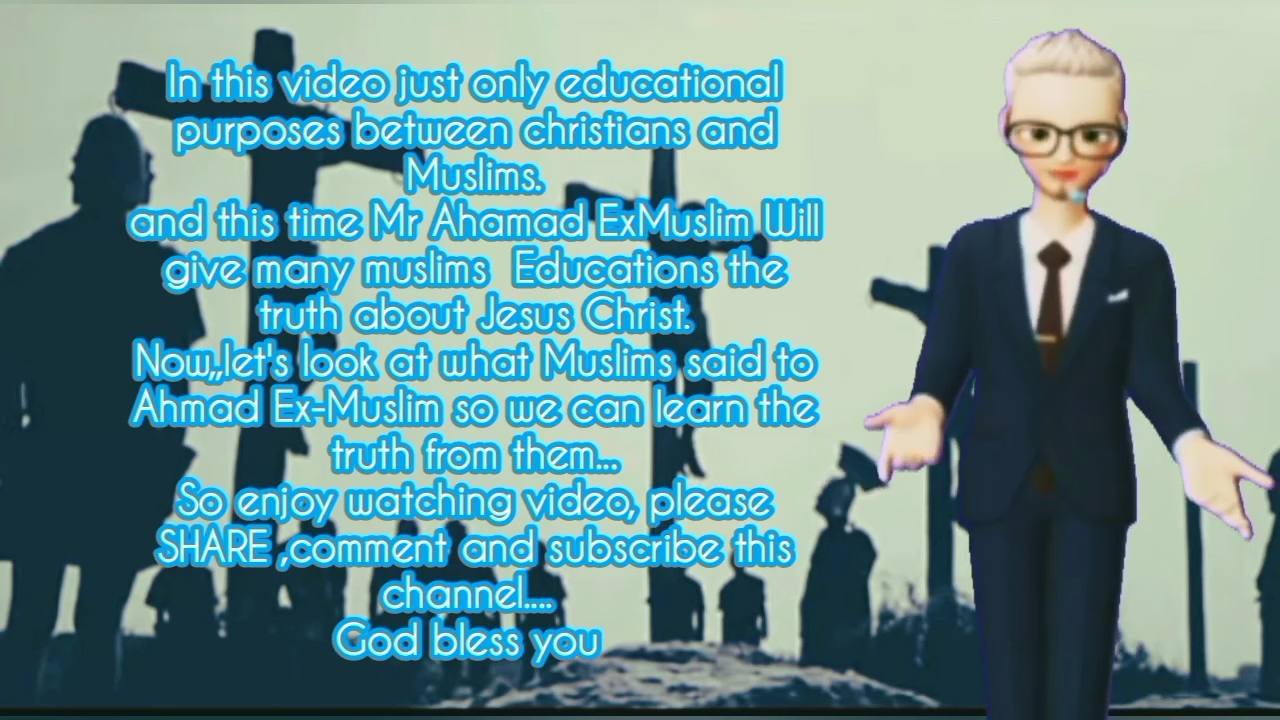 In this video just only educational
purposes between christians and
Muslims.
and this time Mr Ahamad ExMuslim Will
give many muslims  Educations the
truth about Jesus Christ.
Now,,let's look at what Muslims said to
Ahmad Ex-Muslim so we can learn the
truth from them...
So enjoy watching video, please
SHARE ,comment and subscribe this
channel....
God bless you